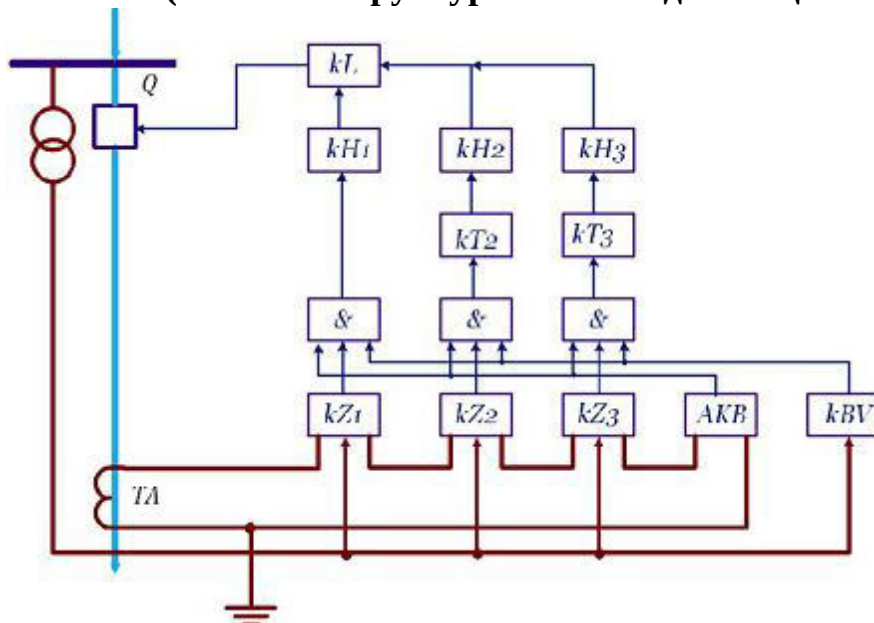 Q
kL
kH1 kH2 kH3
kT2 kT3
& & &
kZ1 kZ2 kZ3 AKB kBV
TA